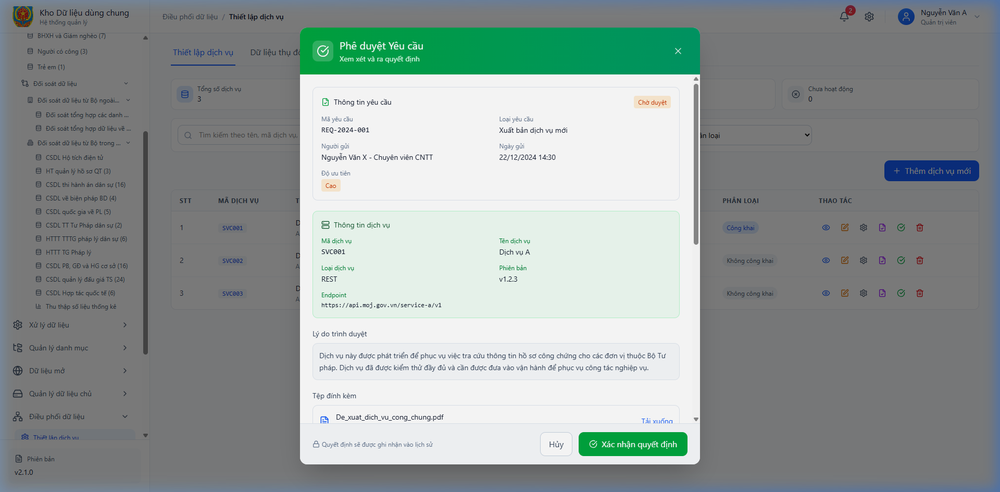 Kho Dữ liệu dùng chung
Hệ thống quản lý
Điều phối dữ liệu / Thiết lập dịch vụ
2
Nguyễn Văn A
Quản trị viên
BHXH và Giảm nghèo (7)
Người có công (3)
Trẻ em (1)
Đối soát dữ liệu
Đối soát dữ liệu từ Bộ ngoài...
Đối soát tổng hợp các danh ...
Đối soát tổng hợp dữ liệu về ...
Đối soát dữ liệu từ Bộ trong ...
CSDL Hộ tịch điện tử
HT quản lý hồ sơ QT (3)
CSDL thi hành án dân sự (16)
CSDL về biện pháp BD (4)
CSDL quốc gia về PL (5)
CSDL TT Tư Pháp dân sự (2)
HTTT TTTG pháp lý dân sự (6)
HTTT TG Pháp lý
CSDL PB, GĐ và HG cơ sở (16)
CSDL quản lý đấu giá TS (24)
CSDL Hợp tác quốc tế (6)
Thu thập số liệu thống kê
Xử lý dữ liệu
Quản lý danh mục
Dữ liệu mở
Quản lý dữ liệu chủ
Điều phối dữ liệu
Thiết lập dịch vụ
Phiên bản
v2.1.0
Thiết lập dịch vụ
Dữ liệu thụ
Tổng số dịch vụ
3
Chưa hoạt động
0
Tìm kiếm theo tên, mã dịch vụ,
loại
Thêm dịch vụ mới
STT MÃ DỊCH VỤ T PHÂN LOẠI THAO TÁC
1 SVC001 D Công khai
A
2 SVC002 D Không công khai
A
3 SVC003 D Không công khai
A
Phê duyệt Yêu cầu
Xem xét và ra quyết định
Thông tin yêu cầu
Chờ duyệt
Mã yêu cầu Loại yêu cầu
REQ-2024-001 Xuất bản dịch vụ mới
Người gửi Ngày gửi
Nguyễn Văn X - Chuyên viên CNTT 22/12/2024 14:30
Độ ưu tiên
Cao
Thông tin dịch vụ
Mã dịch vụ Tên dịch vụ
SVC001 Dịch vụ A
Loại dịch vụ Phiên bản
REST v1.2.3
Endpoint
https://api.moj.gov.vn/service-a/v1
Lý do trình duyệt
Dịch vụ này được phát triển để phục vụ việc tra cứu thông tin hồ sơ công chứng cho các đơn vị thuộc Bộ Tư
pháp. Dịch vụ đã được kiểm thử đầy đủ và cần được đưa vào vận hành để phục vụ công tác nghiệp vụ.
Tệp đính kèm
De_xuat_dich_vu_cong_chung.pdf
Tải xuống
Quyết định sẽ được ghi nhận vào lịch sử
Hủy
Xác nhận quyết định